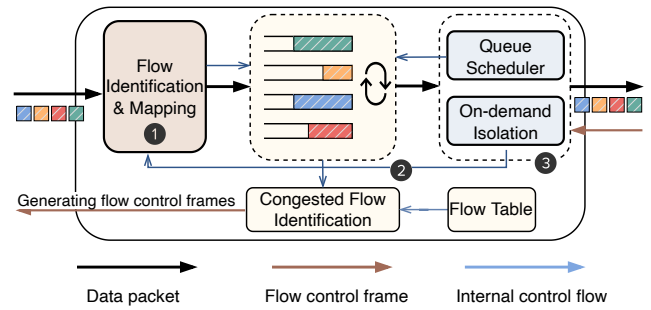 Flow
Identification
& Mapping
1
Queue
Scheduler
On-demand
Isolation
3
2
Generating flow control frames
Congested Flow
Identification
Flow Table
Data packet
Flow control frame
Internal control flow